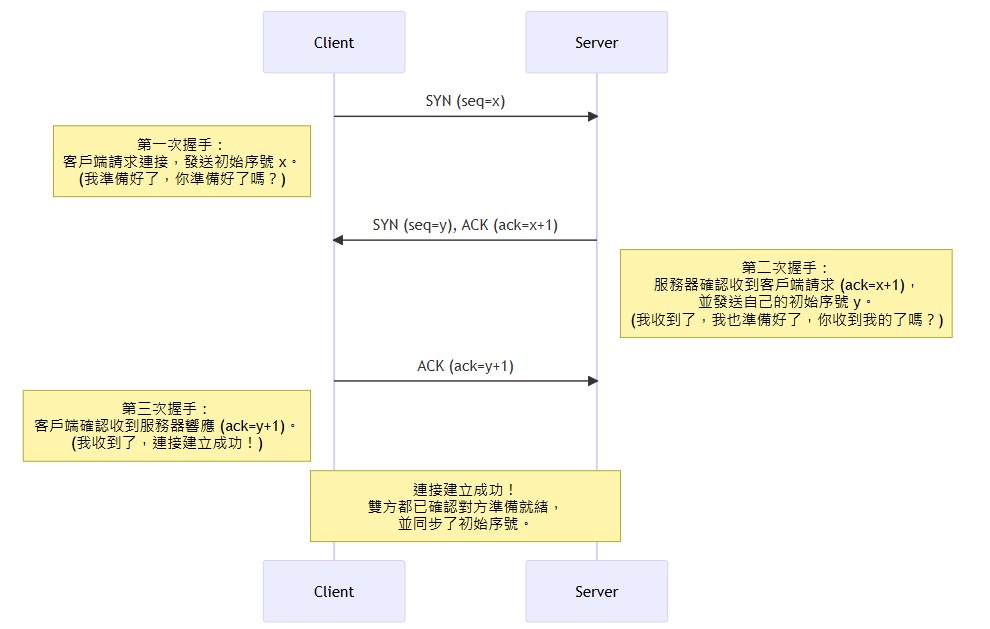 Client
Server
SYN (seq=x)
第一次握手：
客戶端請求連接，發送初始序號 x。
(我準備好了，你準備好了嗎？)
SYN (seq=y), ACK (ack=x+1)
第二次握手：
服務器確認收到客戶端請求 (ack=x+1)，
並發送自己的初始序號 y。
(我收到了，我也準備好了，你收到我的了嗎？)
ACK (ack=y+1)
第三次握手：
客戶端確認收到服務器響應 (ack=y+1)。
(我收到了，連接建立成功！)
連接建立成功！
雙方都已確認對方準備就緒，
並同步了初始序號。
Client
Server